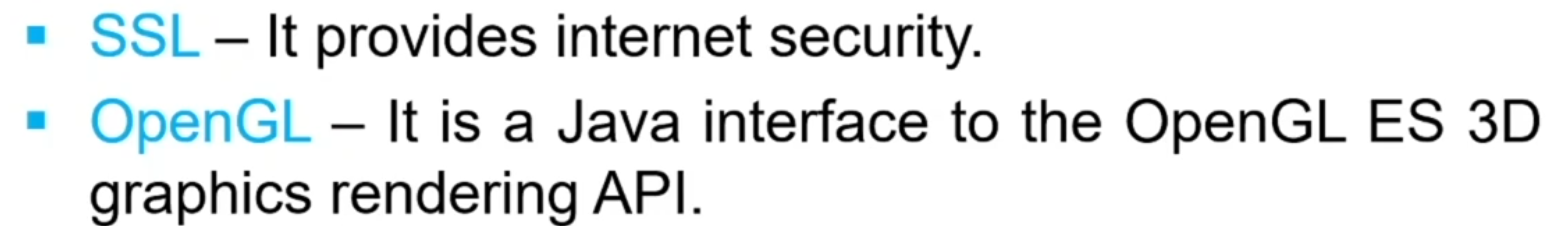 ▪ SSL – It provides internet security.
▪ OpenGL – It is a Java interface to the OpenGL ES 3D
graphics rendering API.